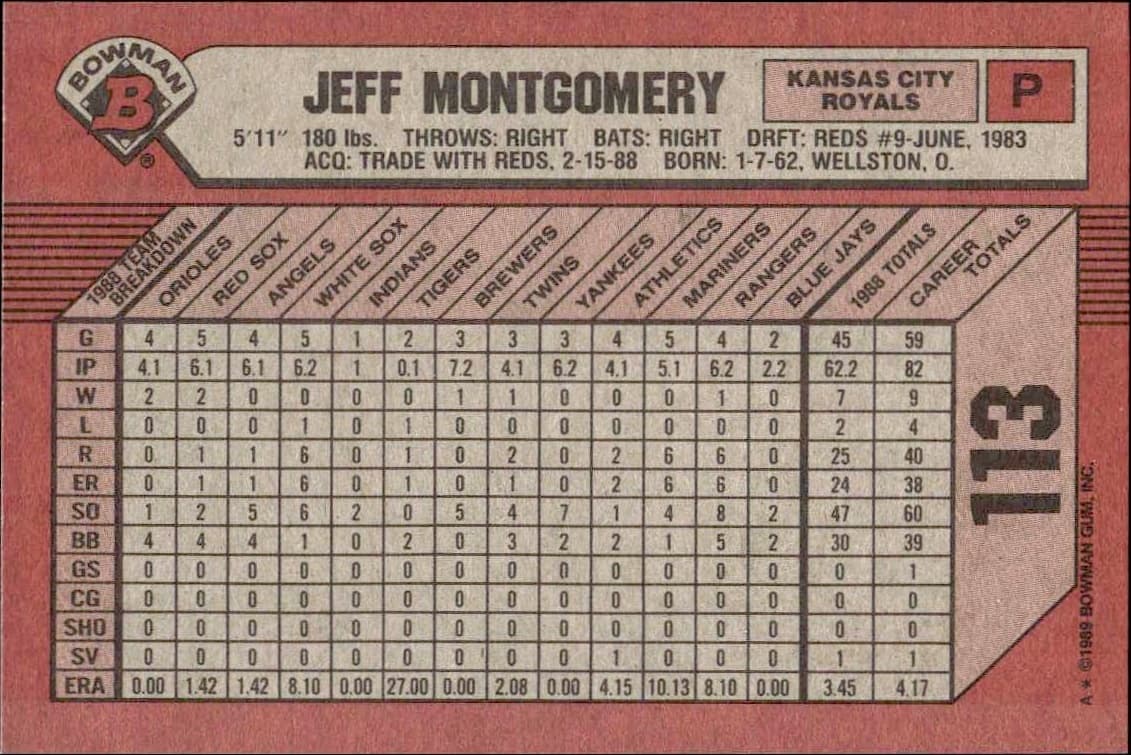 BOWMAN
B
®
JEFF MONTGOMERY
KANSAS CITY
ROYALS
P
5'11" 180 lbs. THROWS: RIGHT BATS: RIGHT DRFT: REDS #9-JUNE, 1983
ACQ: TRADE WITH REDS, 2-15-88 BORN: 1-7-62, WELLSTON, O.
1988 TEAM BREAKDOWN ORIOLES RED SOX ANGELS WHITE SOX INDIANS TIGERS BREWERS TWINS YANKEES ATHLETICS MARINERS RANGERS BLUE JAYS 1988 TOTALS CAREER TOTALS
G 4 5 4 5 1 2 3 3 3 4 5 4 2 45 59
IP 4.1 6.1 6.1 6.2 1 0.1 7.2 4.1 6.2 4.1 5.1 6.2 2.2 62.2 82
W 2 2 0 0 0 0 1 1 0 0 0 1 0 7 9
L 0 0 0 1 0 1 0 0 0 0 0 0 0 2 4
R 0 1 1 6 0 1 0 2 0 2 6 6 0 25 40
ER 0 1 1 6 0 1 0 1 0 2 6 6 0 24 38
SO 1 2 5 6 2 0 5 4 7 1 4 8 2 47 60
BB 4 4 4 1 0 2 0 3 2 2 1 5 2 30 39
GS 0 0 0 0 0 0 0 0 0 0 0 0 0 0 1
CG 0 0 0 0 0 0 0 0 0 0 0 0 0 0 0
SHO 0 0 0 0 0 0 0 0 0 0 0 0 0 0 0
SV 0 0 0 0 0 0 0 0 0 1 0 0 0 1 1
ERA 0.00 1.42 1.42 8.10 0.00 27.00 0.00 2.08 0.00 4.15 10.13 8.10 0.00 3.45 4.17
113
A * ©1989 BOWMAN GUM, INC.